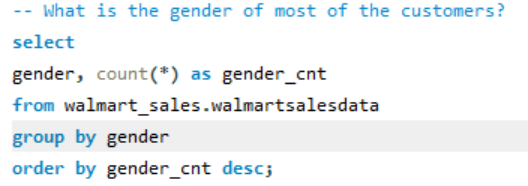 -- What is the gender of most of the customers?
select
gender, count(*) as gender_cnt
from walmart_sales.walmartsalesdata
group by gender
order by gender_cnt desc;